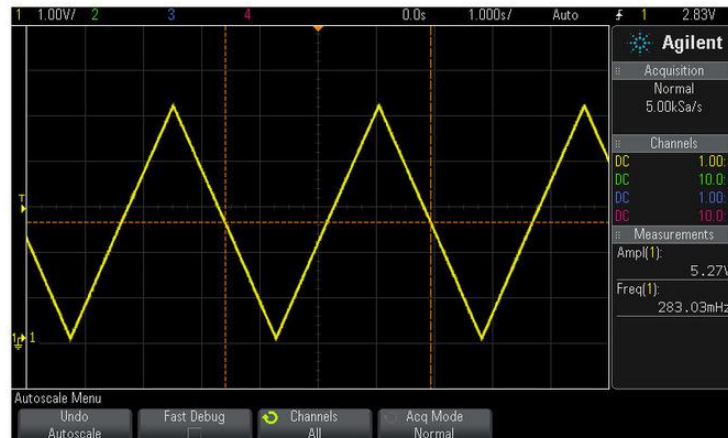 1 1.00V/ 2 3 4 0.0s 1.000s/ Auto 1 2.83V
Agilent
Acquisition
Normal
5.00kSa/s
Channels
DC 1.00:
DC 10.0:
DC 1.00:
DC 10.0:
Measurements
Ampl(1):
5.27V
Freq(1):
283.03mHz
T
1
Autoscale Menu
Undo Autoscale
Fast Debug
Channels All
Acq Mode Normal